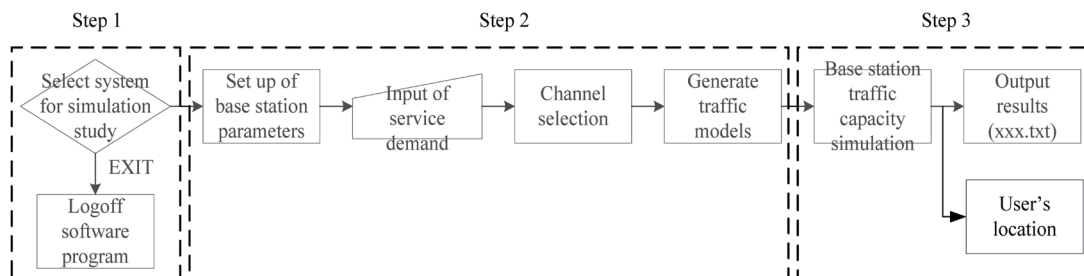 Step 1
Step 2
Step 3
Select system
for simulation
study
EXIT
Logoff
software
program
Set up of
base station
parameters
Input of
service
demand
Channel
selection
Generate
traffic
models
Base station
traffic
capacity
simulation
Output
results
(xxx.txt)
User's
location